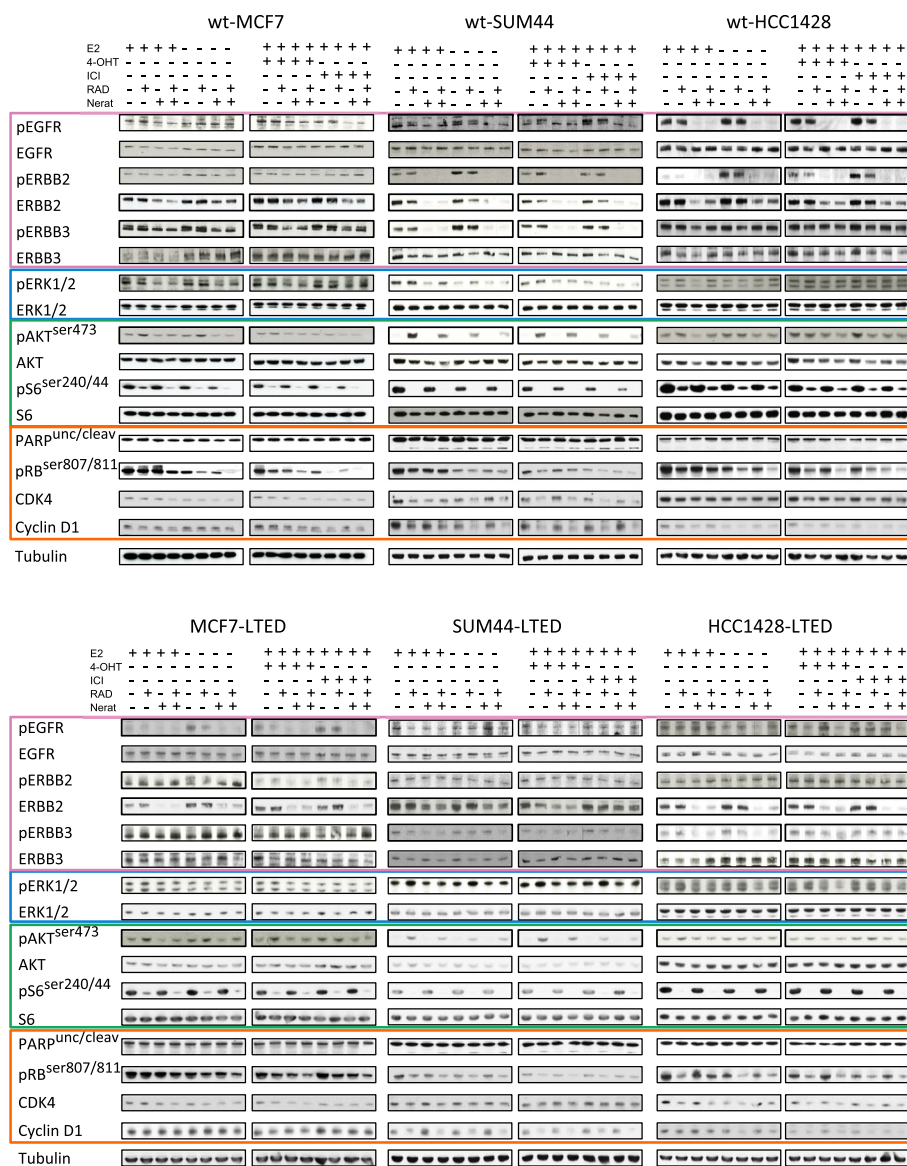 wt-MCF7 wt-SUM44 wt-HCC1428
E2 + + + + - - - - + + + + + + + + + + + + - - - - + + + + + + + + + + + + - - - - + + + + + + + +
4-OHT - - - - - - - - + + + + - - - - - - - - - - - - + + + + - - - - - - - - - - - - + + + + - - - -
ICI - - - - - - - - - - - - + + + + - - - - - - - - - - - - + + + + - - - - - - - - - - - - + + + +
RAD - + - + - + - + - + - + - + - + - + - + - + - + - + - + - + - + - + - + - + - + - + - + - + - +
Nerat - - + + - - + + - - + + - - + + - - + + - - + + - - + + - - + + - - + + - - + + - - + + - - + +
pEGFR
EGFR
pERBB2
ERBB2
pERBB3
ERBB3
pERK1/2
ERK1/2
pAKTser473
AKT
pS6ser240/44
S6
PARPunc/cleav
pRBser807/811
CDK4
Cyclin D1
Tubulin
MCF7-LTED SUM44-LTED HCC1428-LTED
E2 + + + + - - - - + + + + + + + + + + + + - - - - + + + + + + + + + + + + - - - - + + + + + + + +
4-OHT - - - - - - - - + + + + - - - - - - - - - - - - + + + + - - - - - - - - - - - - + + + + - - - -
ICI - - - - - - - - - - - - + + + + - - - - - - - - - - - - + + + + - - - - - - - - - - - - + + + +
RAD - + - + - + - + - + - + - + - + - + - + - + - + - + - + - + - + - + - + - + - + - + - + - + - +
Nerat - - + + - - + + - - + + - - + + - - + + - - + + - - + + - - + + - - + + - - + + - - + + - - + +
pEGFR
EGFR
pERBB2
ERBB2
pERBB3
ERBB3
pERK1/2
ERK1/2
pAKTser473
AKT
pS6ser240/44
S6
PARPunc/cleav
pRBser807/811
CDK4
Cyclin D1
Tubulin